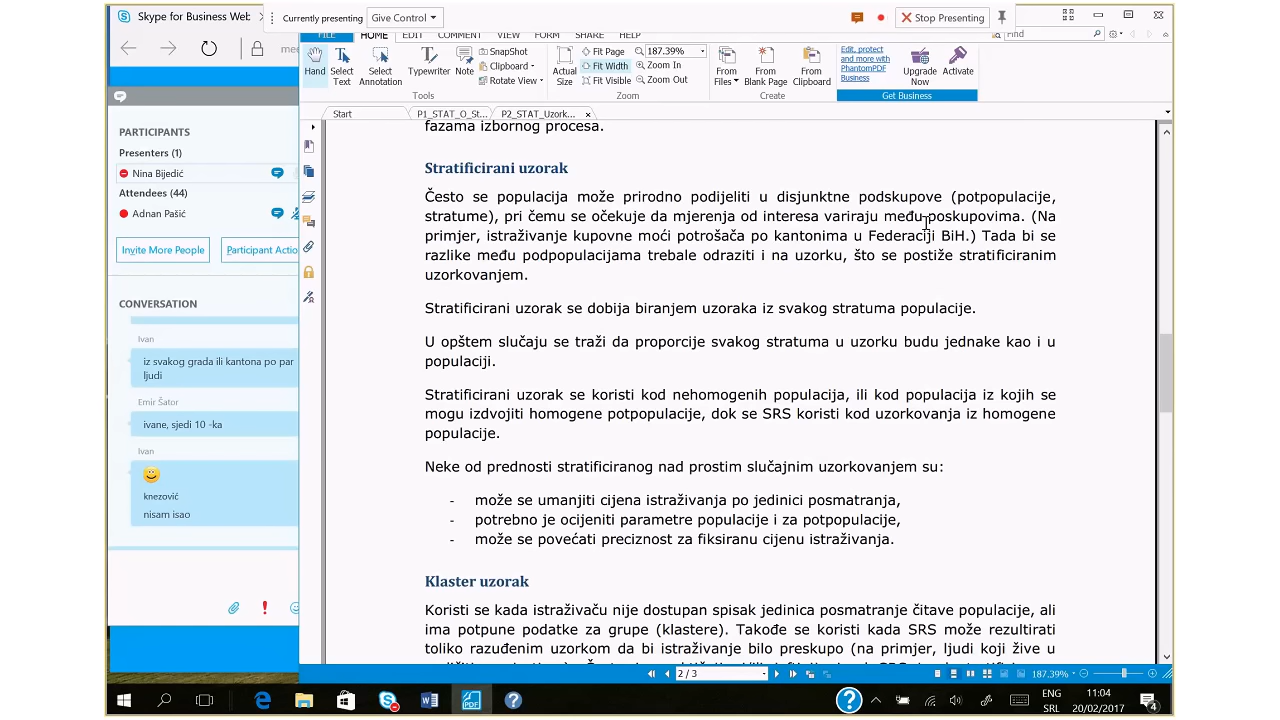 Skype for Business Web
Currently presenting
Give Control
Stop Presenting
FILE HOME EDIT COMMENT VIEW FORM SHARE HELP
Find
Hand
Select
Text
Select
Annotation
Typewriter
Note
SnapShot
Clipboard
Rotate View
Tools
Actual
Size
Fit Page
Fit Width
Fit Visible
187.39%
Zoom In
Zoom Out
Zoom
From
Files
From
Blank Page
From
Clipboard
Create
Edit, protect
and more with
PhantomPDF
Business
Upgrade
Now
Activate
Get Business
Start
P1_STAT_O_St...
P2_STAT_Uzork...
PARTICIPANTS
Presenters (1)
Nina Bijedić
Attendees (44)
Adnan Pašić
Invite More People
Participant Action
CONVERSATION
Ivan
iz svakog grada ili kantona po par
ljudi
Emir Šator
ivane, sjedi 10 -ka
Ivan
knezović
nisam isao
fazama izbornog procesa.
Stratificirani uzorak
Često se populacija može prirodno podijeliti u disjunktne podskupove (potpopulacije,
stratume), pri čemu se očekuje da mjerenja od interesa variraju među poskupovima. (Na
primjer, istraživanje kupovne moći potrošača po kantonima u Federaciji BiH.) Tada bi se
razlike među podpopulacijama trebale odraziti i na uzorku, što se postiže stratificiranim
uzorkovanjem.
Stratificirani uzorak se dobija biranjem uzoraka iz svakog stratuma populacije.
U opštem slučaju se traži da proporcije svakog stratuma u uzorku budu jednake kao i u
populaciji.
Stratificirani uzorak se koristi kod nehomogenih populacija, ili kod populacija iz kojih se
mogu izdvojiti homogene potpopulacije, dok se SRS koristi kod uzorkovanja iz homogene
populacije.
Neke od prednosti stratificiranog nad prostim slučajnim uzorkovanjem su:
- može se umanjiti cijena istraživanja po jedinici posmatranja,
- potrebno je ocijeniti parametre populacije i za potpopulacije,
- može se povećati preciznost za fiksiranu cijenu istraživanja.
Klaster uzorak
Koristi se kada istraživaču nije dostupan spisak jedinica posmatranje čitave populacije, ali
ima potpune podatke za grupe (klastere). Takođe se koristi kada SRS može rezultirati
toliko razuđenim uzorkom da bi istraživanje bilo preskupo (na primjer, ljudi koji žive u
2 / 3
187.39%
ENG
SRL
11:04
20/02/2017
4